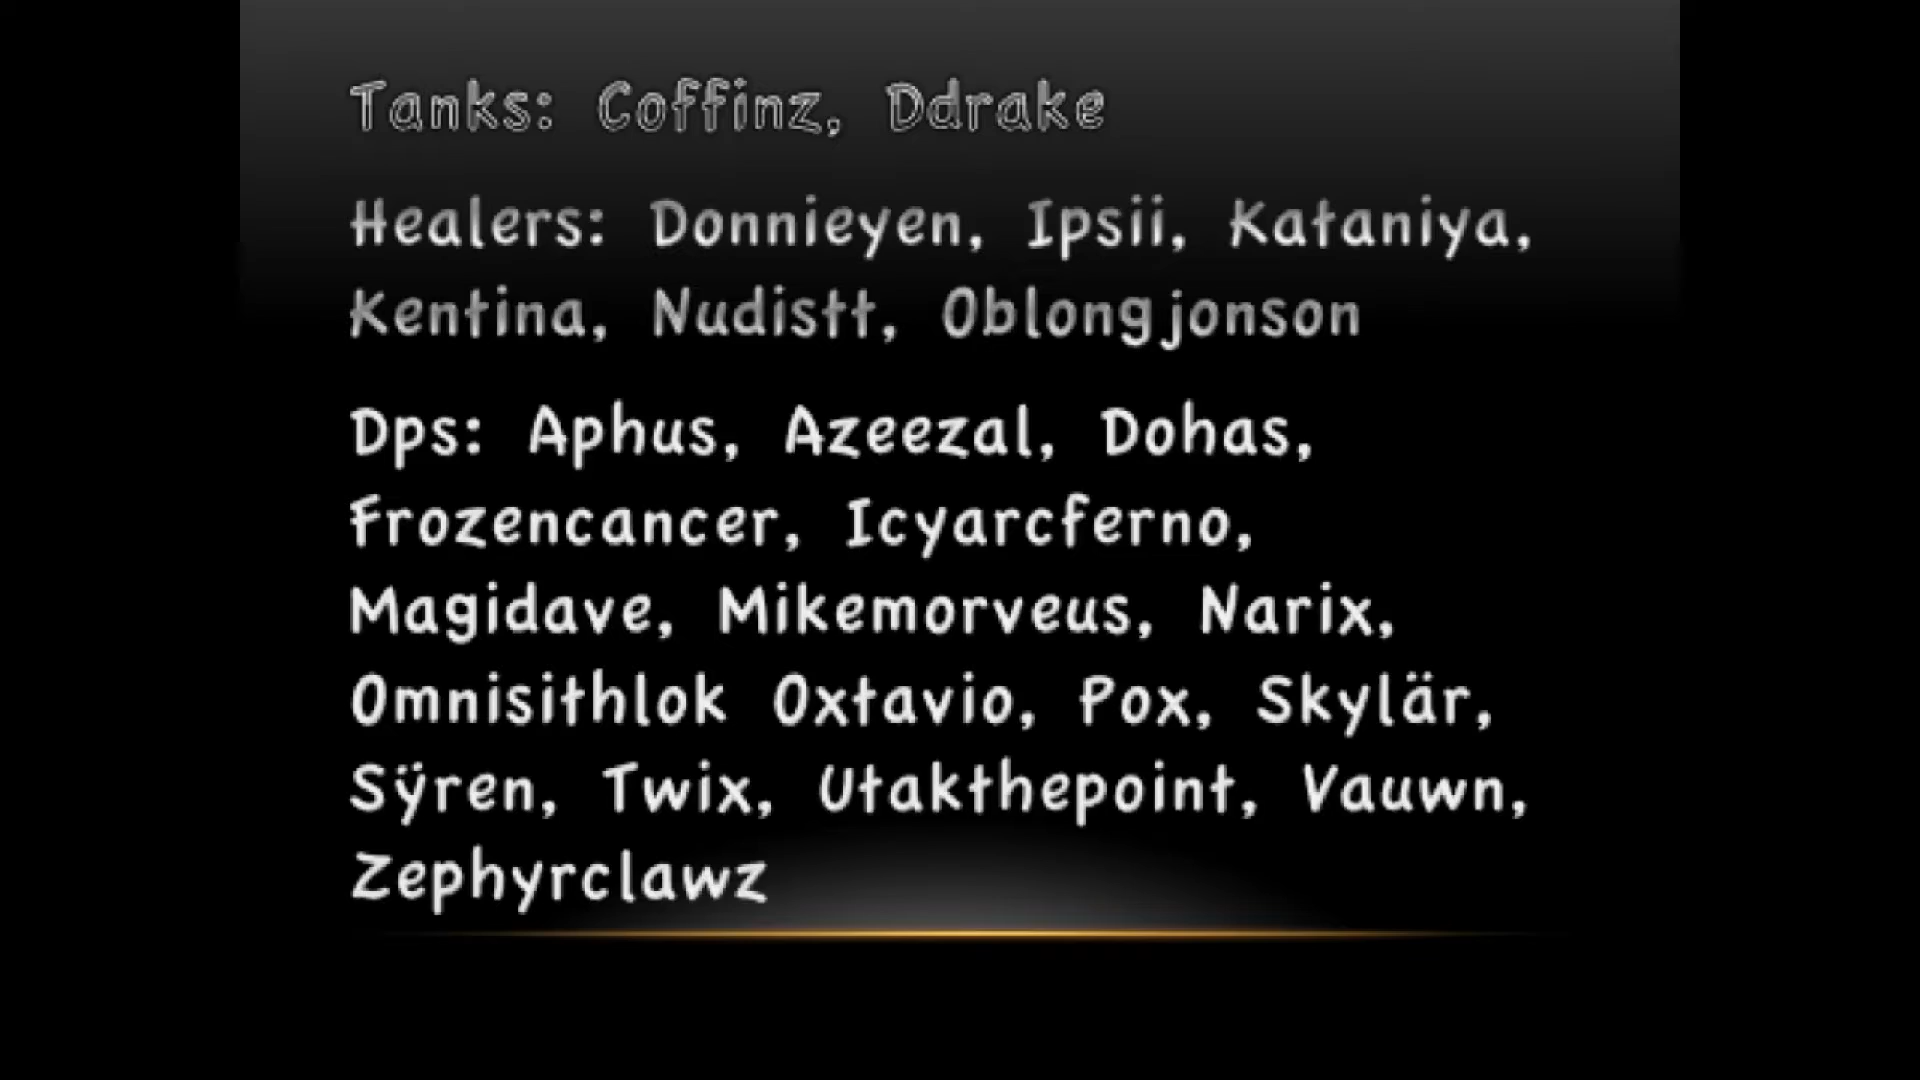 Tanks: Coffinz, Ddrake
Healers: Donnieyen, Ipsii, Kataniya,
Kentina, Nudistt, Oblongjonson
Dps: Aphus, Azeezal, Dohas,
Frozencancer, Icyarcferno,
Magidave, Mikemorveus, Narix,
Omnisithlok Oxtavio, Pox, Skylär,
Sÿren, Twix, Utakthepoint, Vauwn,
Zephyrclawz